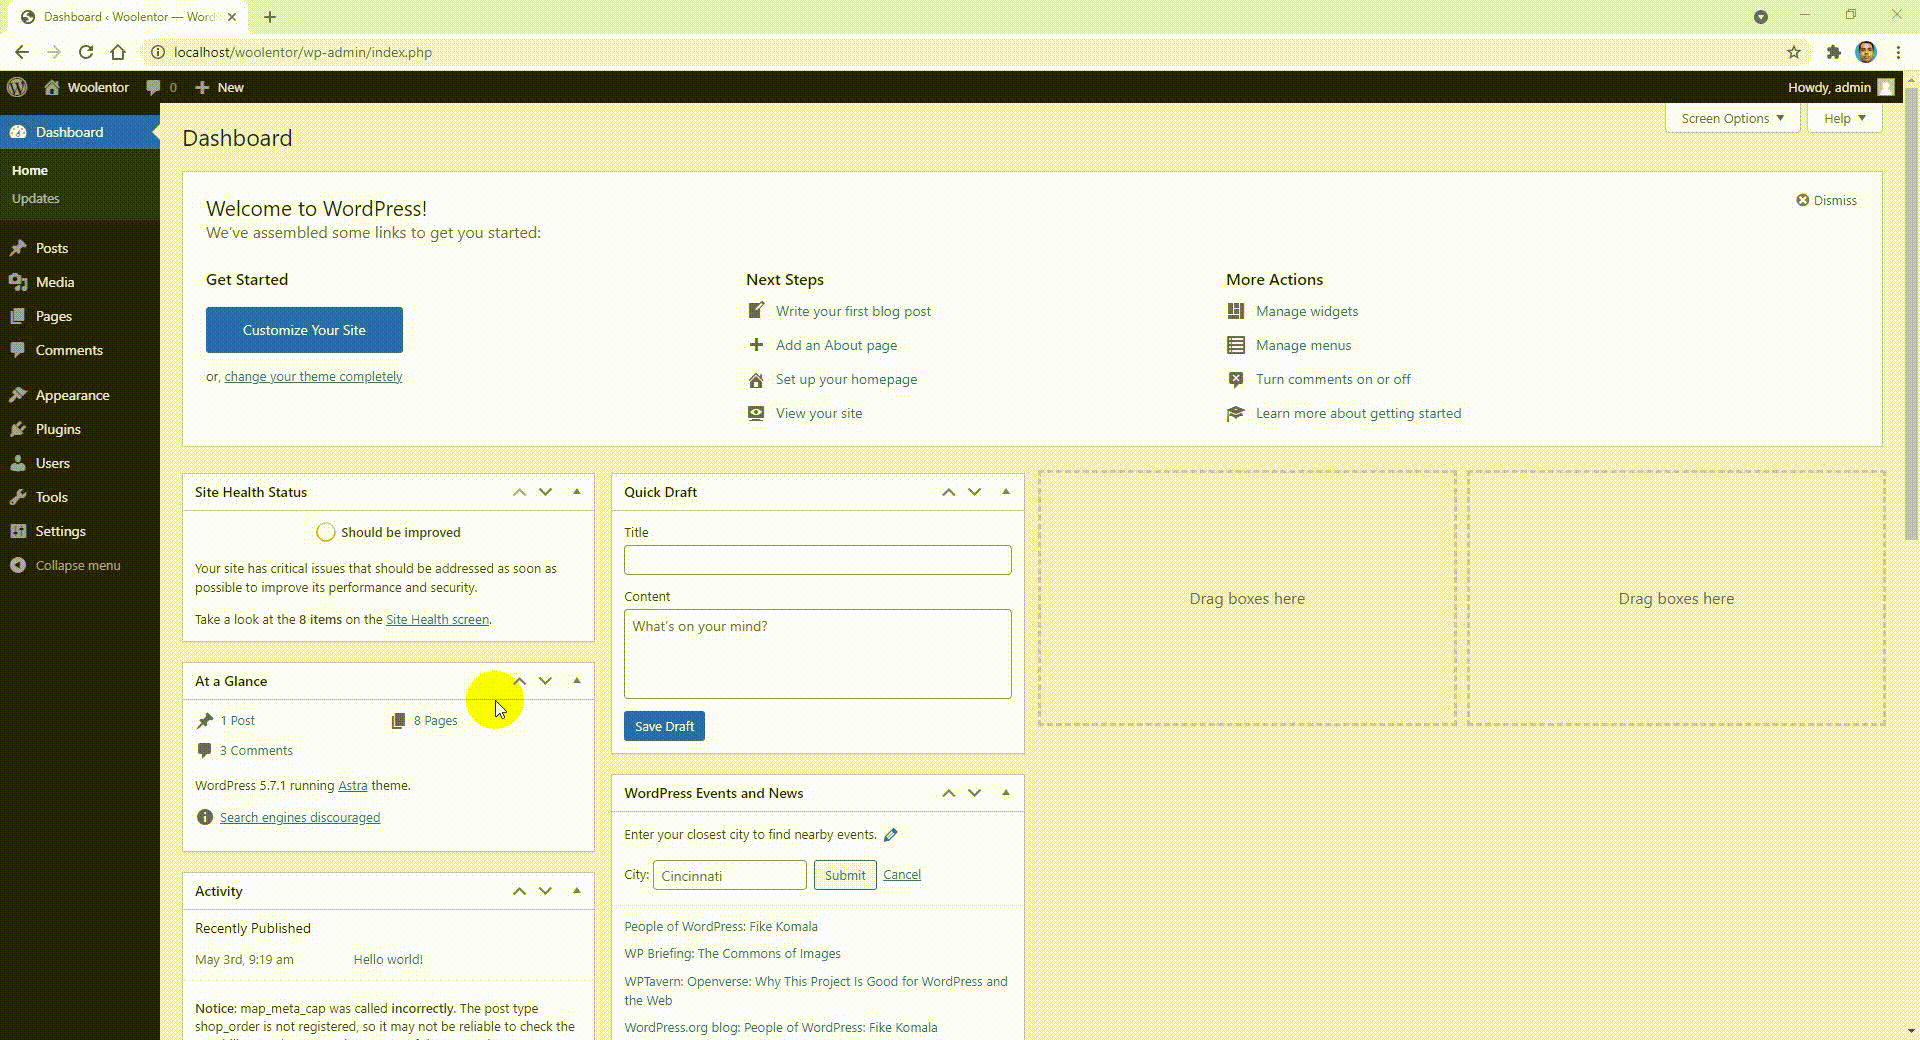 Dashboard ‹ Woolentor — Word
localhost/woolentor/wp-admin/index.php
Woolentor
0
New
Howdy, admin
Dashboard
Home
Updates
Posts
Media
Pages
Comments
Appearance
Plugins
Users
Tools
Settings
Collapse menu
Dashboard
Screen Options
Help
Welcome to WordPress!
Dismiss
We've assembled some links to get you started:
Get Started
Customize Your Site
or, change your theme completely
Next Steps
Write your first blog post
Add an About page
Set up your homepage
View your site
More Actions
Manage widgets
Manage menus
Turn comments on or off
Learn more about getting started
Site Health Status
Should be improved
Your site has critical issues that should be addressed as soon as
possible to improve its performance and security.
Take a look at the 8 items on the Site Health screen.
At a Glance
1 Post
8 Pages
3 Comments
WordPress 5.7.1 running Astra theme.
Search engines discouraged
Activity
Recently Published
May 3rd, 9:19 am
Hello world!
Notice: map_meta_cap was called incorrectly. The post type
shop_order is not registered, so it may not be reliable to check the
Quick Draft
Title
Content
What's on your mind?
Save Draft
WordPress Events and News
Enter your closest city to find nearby events.
City:
Cincinnati
Submit
Cancel
People of WordPress: Fike Komala
WP Briefing: The Commons of Images
WPTavern: Openverse: Why This Project Is Good for WordPress and
the Web
WordPress.org blog: People of WordPress: Fike Komala
Drag boxes here
Drag boxes here